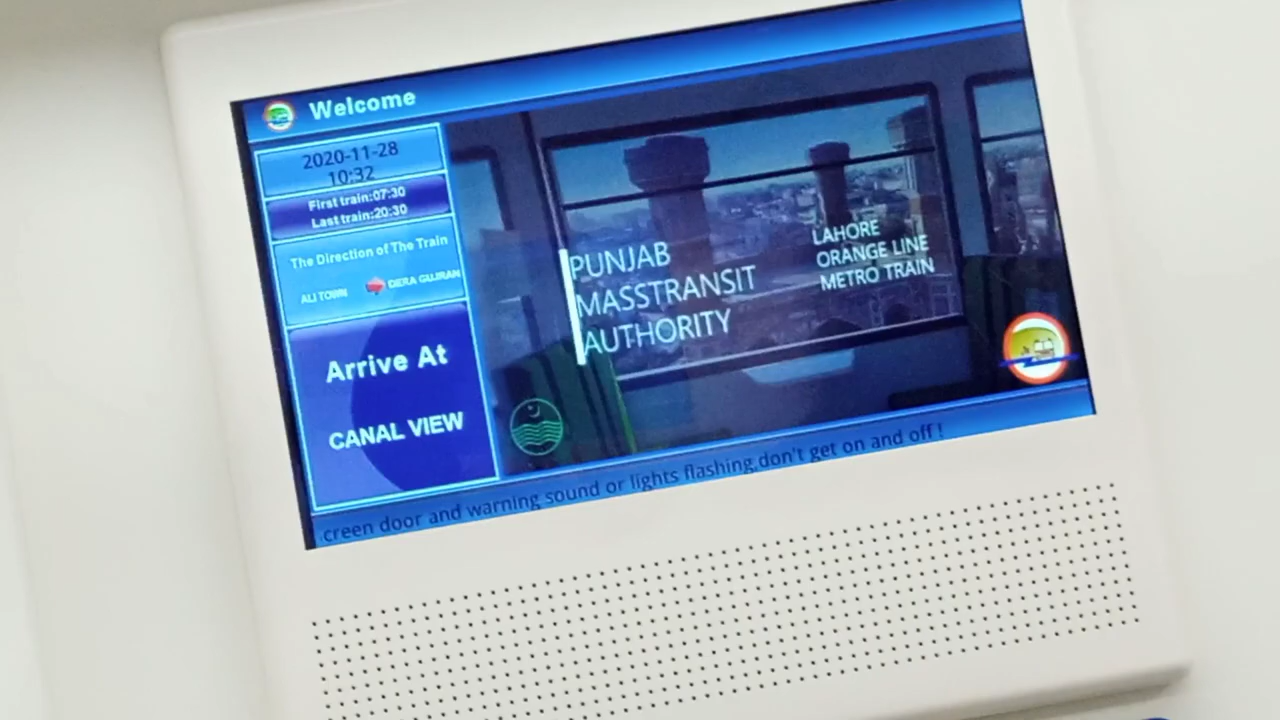 Welcome
2020-11-28
10:32
First train:07:30
Last train:20:30
The Direction of The Train
ALI TOWN DERA GUJRAN
Arrive At
CANAL VIEW
PUNJAB
MASSTRANSIT
AUTHORITY
LAHORE
ORANGE LINE
METRO TRAIN
creen door and warning sound or lights flashing,don't get on and off !